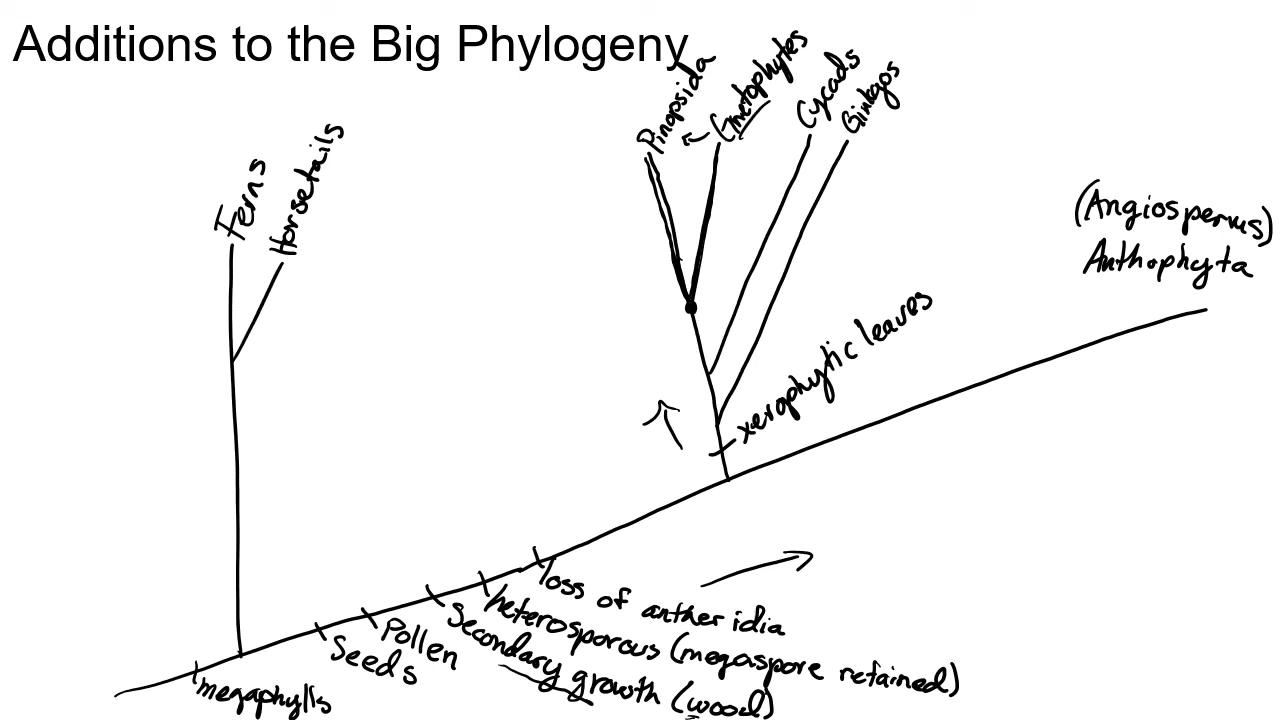 Additions to the Big Phylogeny
Pinopsida
Gnetophytes
Cycads
Ginkgos
Ferns
Horsetails
(Angiosperms)
Anthophyta
xerophytic leaves
loss of antheridia
heterosporous (megaspore retained)
Secondary growth (wood)
Pollen
Seeds
megaphylls